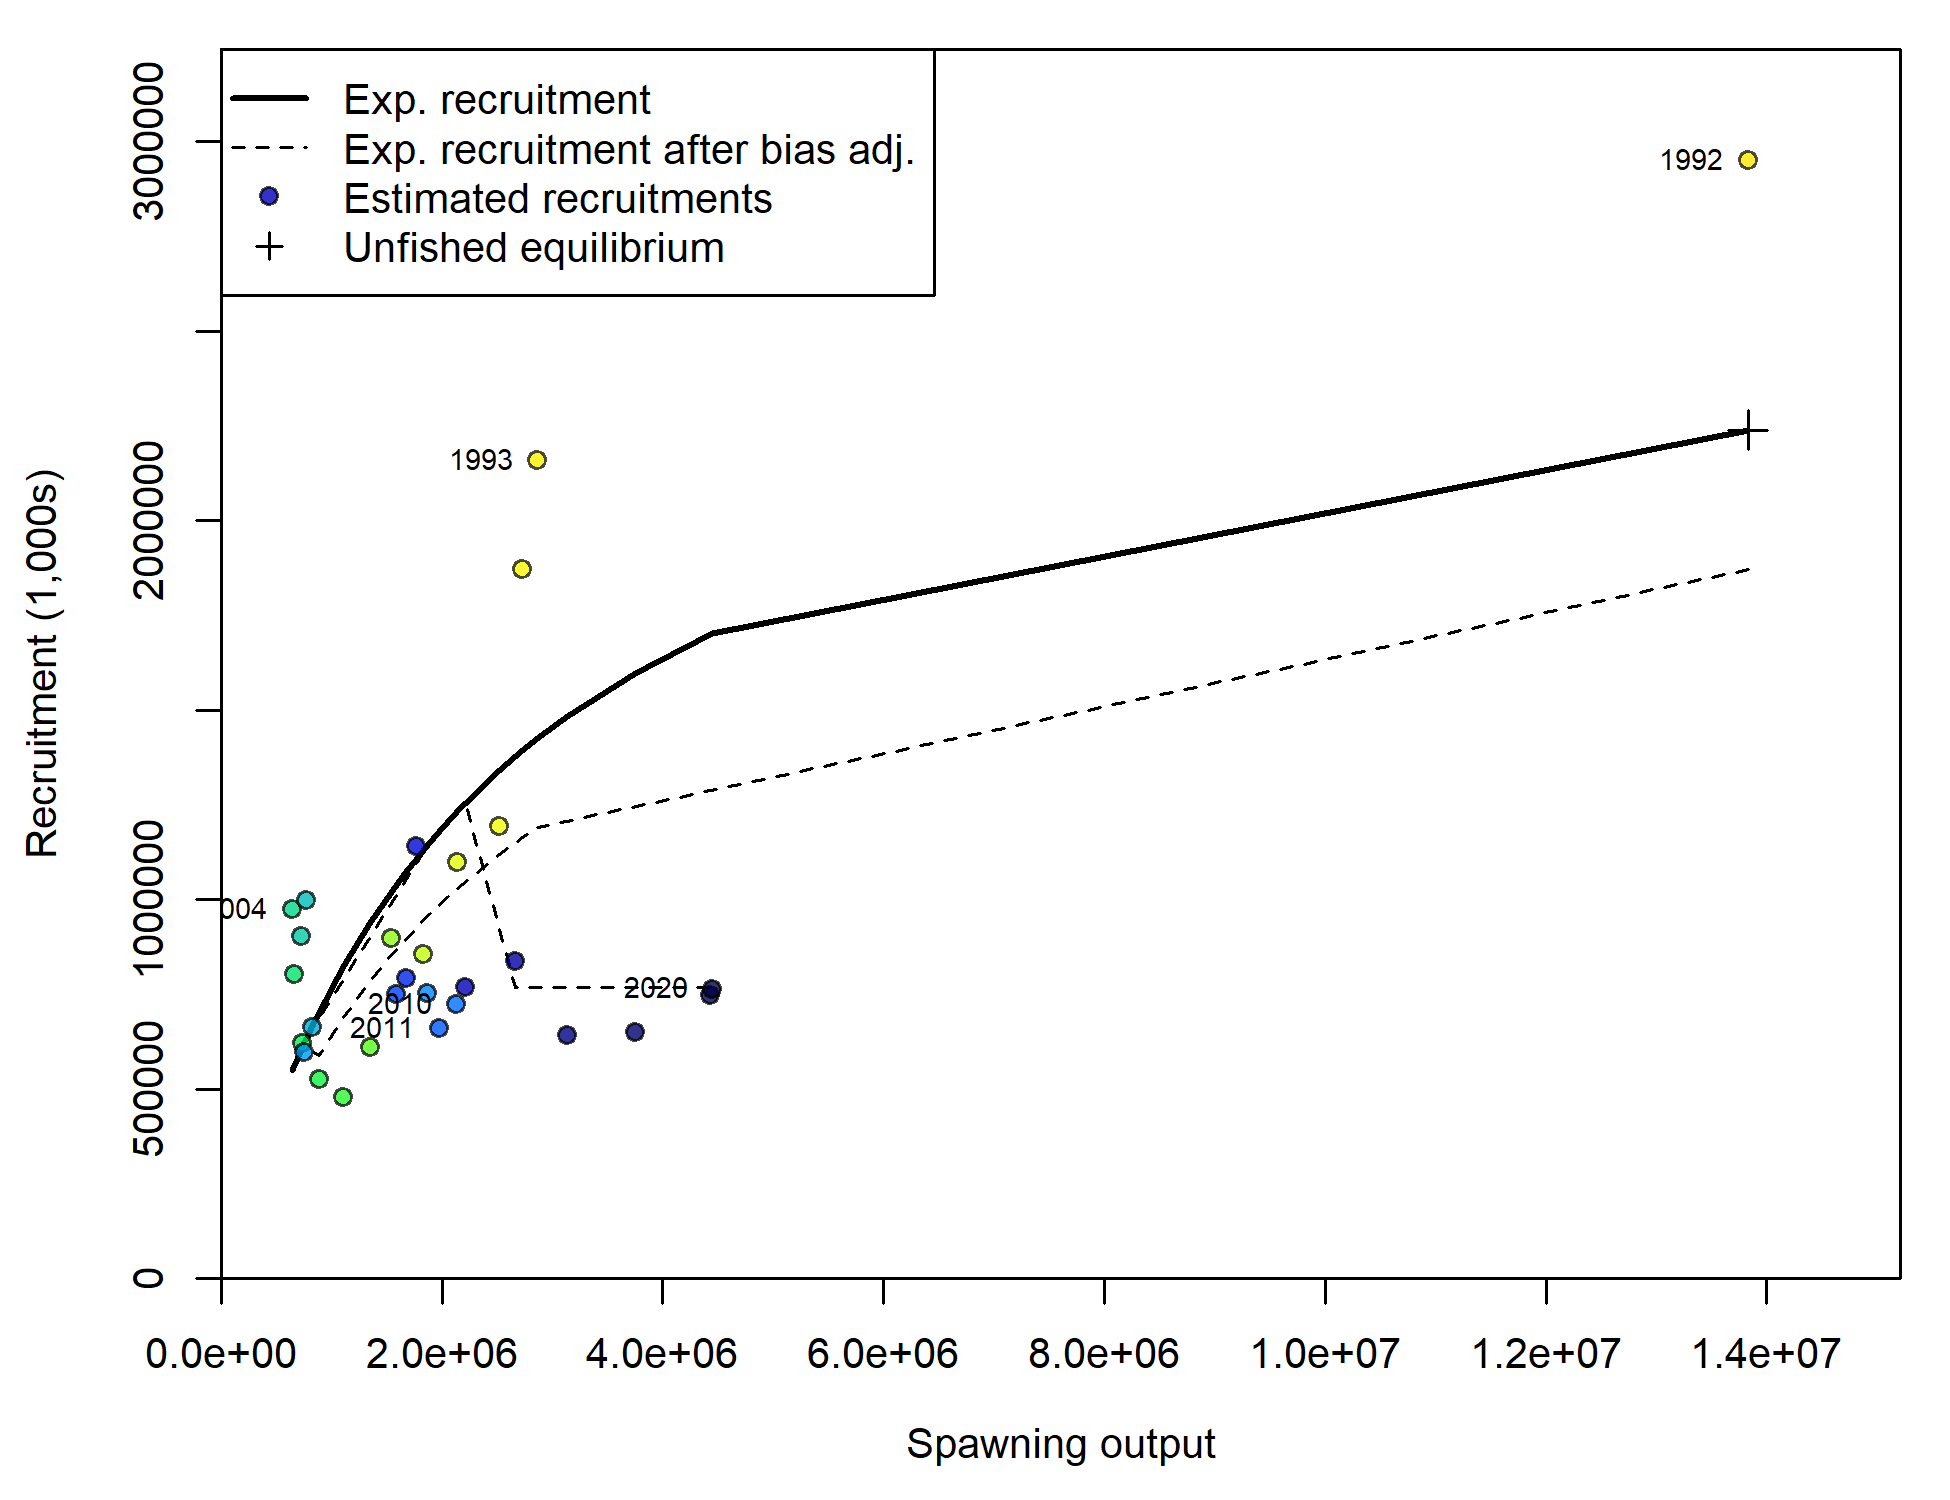 Exp. recruitment
Exp. recruitment after bias adj.
Estimated recruitments
Unfished equilibrium
1992
1993
004
2020
2010
2011
Recruitment (1,000s)
3000000
2000000
1000000
500000
0
0.0e+00 2.0e+06 4.0e+06 6.0e+06 8.0e+06 1.0e+07 1.2e+07 1.4e+07
Spawning output